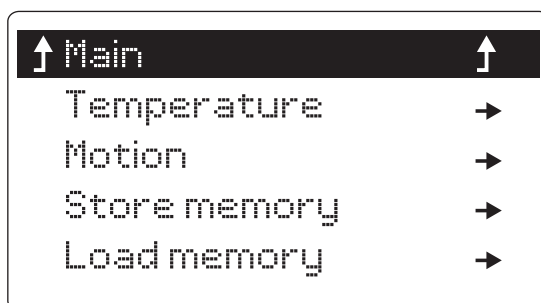 Main
Temperature
Motion
Store memory
Load memory